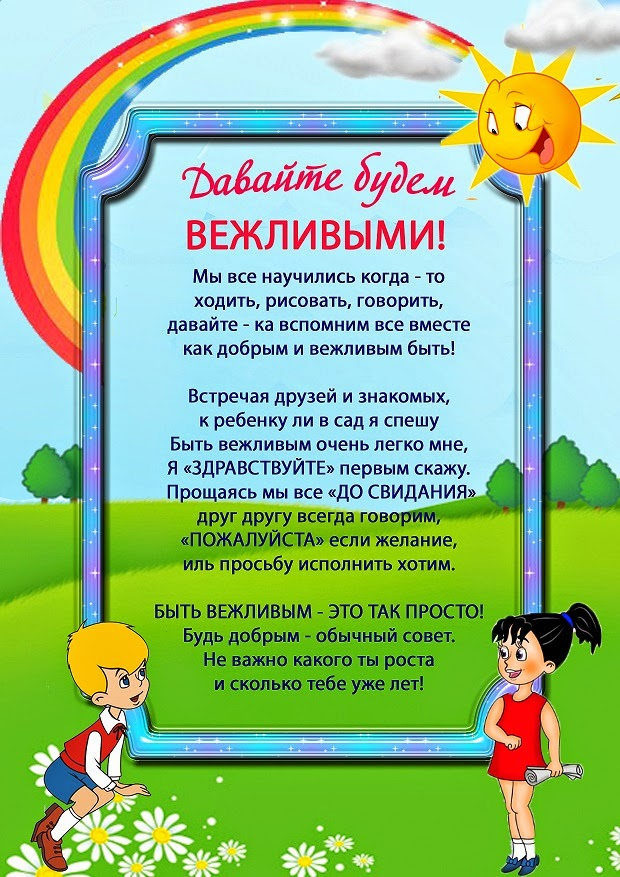 Давайте будем
ВЕЖЛИВЫМИ!
Мы все научились когда - то
ходить, рисовать, говорить,
давайте - ка вспомним все вместе
как добрым и вежливым быть!
Встречая друзей и знакомых,
к ребенку ли в сад я спешу
Быть вежливым очень легко мне,
Я «ЗДРАВСТВУЙТЕ» первым скажу.
Прощаясь мы все «ДО СВИДАНИЯ»
друг другу всегда говорим,
«ПОЖАЛУЙСТА» если желание,
иль просьбу исполнить хотим.
БЫТЬ ВЕЖЛИВЫМ - ЭТО ТАК ПРОСТО!
Будь добрым - обычный совет.
Не важно какого ты роста
и сколько тебе уже лет!